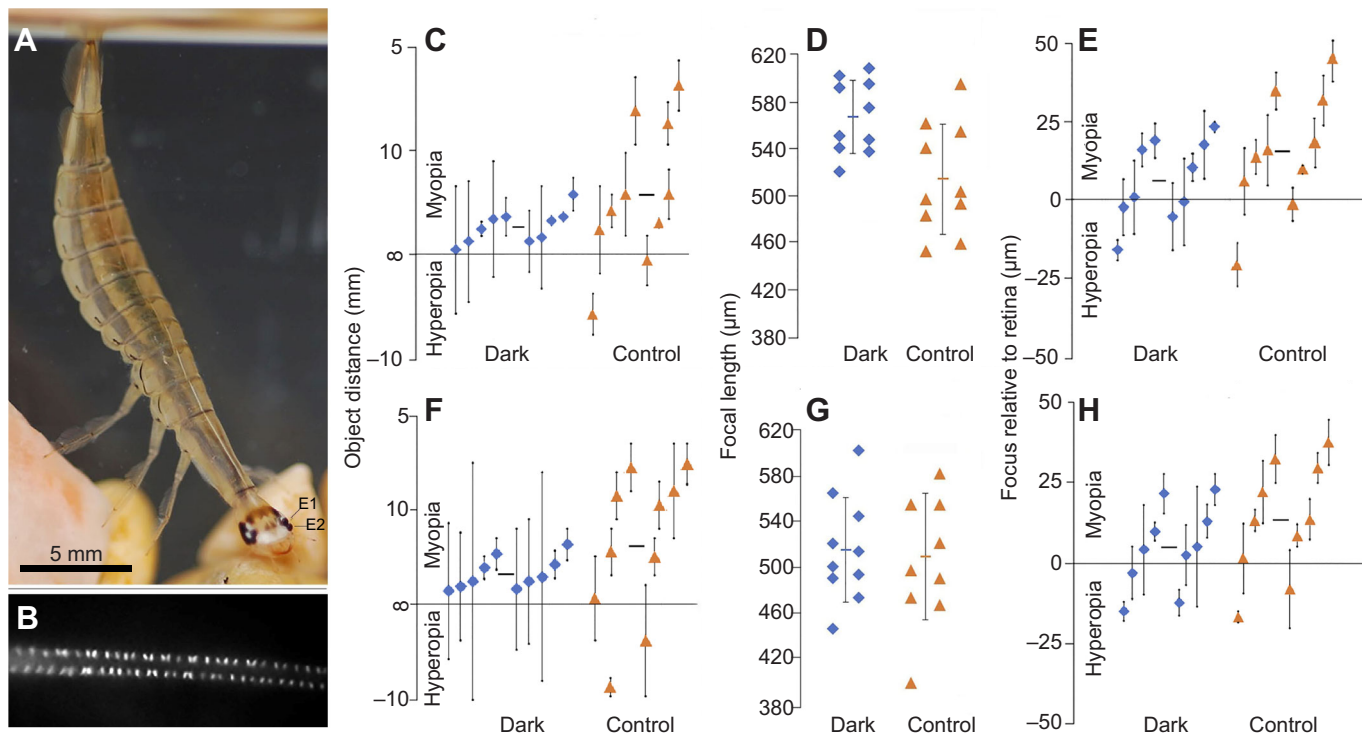 A
E1
E2
5 mm
B
C
Object distance (mm)
5
10
∞
–10
Myopia
Hyperopia
Dark
Control
D
Focal length (µm)
620
580
540
500
460
420
380
Dark
Control
E
Focus relative to retina (µm)
50
25
0
–25
–50
Myopia
Hyperopia
Dark
Control
F
5
10
∞
–10
Myopia
Hyperopia
Dark
Control
G
620
580
540
500
460
420
380
Dark
Control
H
50
25
0
–25
–50
Myopia
Hyperopia
Dark
Control